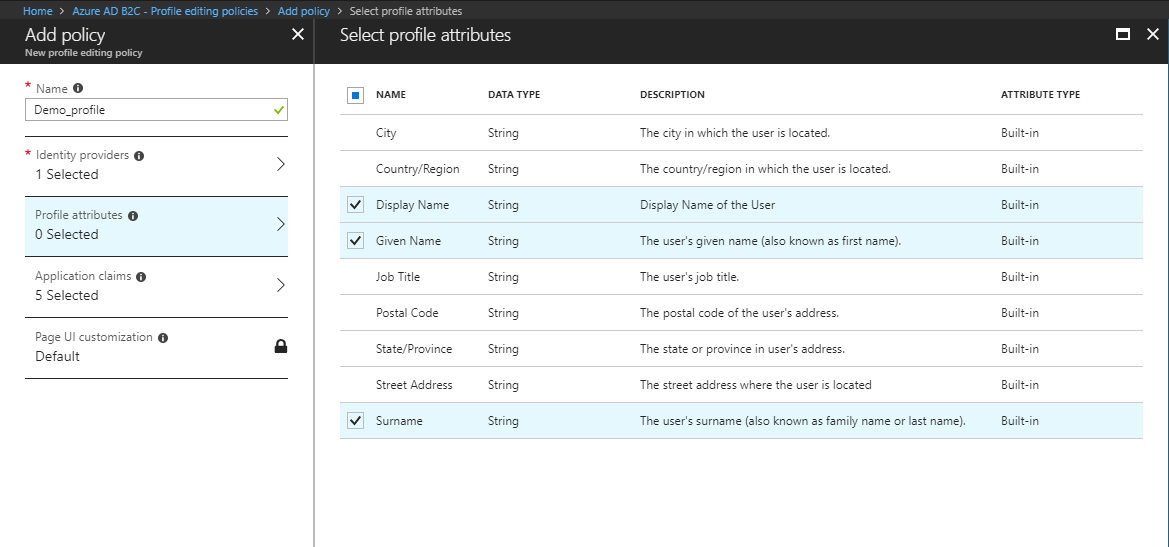 Home > Azure AD B2C - Profile editing policies > Add policy > Select profile attributes
Add policy
New profile editing policy
* Name
Demo_profile
* Identity providers
1 Selected
Profile attributes
0 Selected
Application claims
5 Selected
Page UI customization
Default
Select profile attributes
NAME DATA TYPE DESCRIPTION ATTRIBUTE TYPE
City String The city in which the user is located. Built-in
Country/Region String The country/region in which the user is located. Built-in
Display Name String Display Name of the User Built-in
Given Name String The user's given name (also known as first name). Built-in
Job Title String The user's job title. Built-in
Postal Code String The postal code of the user's address. Built-in
State/Province String The state or province in user's address. Built-in
Street Address String The street address where the user is located Built-in
Surname String The user's surname (also known as family name or last name). Built-in